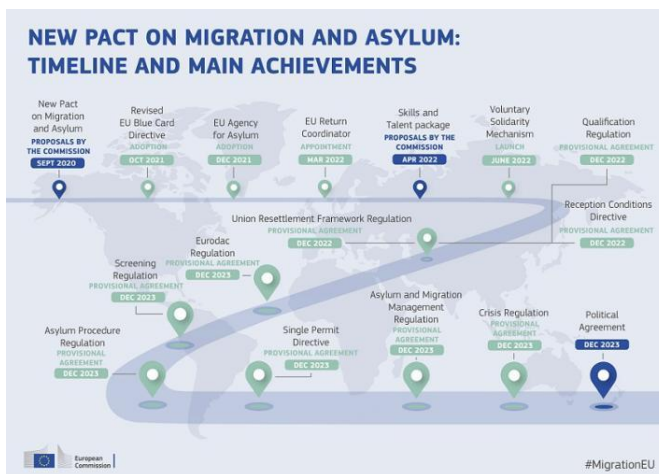 NEW PACT ON MIGRATION AND ASYLUM:
TIMELINE AND MAIN ACHIEVEMENTS
New Pact
on Migration
and Asylum
PROPOSALS BY
THE COMMISSION
SEPT 2020
Revised
EU Blue Card
Directive
ADOPTION
OCT 2021
EU Agency
for Asylum
ADOPTION
DEC 2021
EU Return
Coordinator
APPOINTMENT
MAR 2022
Skills and
Talent package
PROPOSALS BY THE
COMMISSION
APR 2022
Voluntary
Solidarity
Mechanism
LAUNCH
JUNE 2022
Qualification
Regulation
PROVISIONAL AGREEMENT
DEC 2022
Reception Conditions
Directive
PROVISIONAL AGREEMENT
DEC 2022
Union Resettlement Framework Regulation
PROVISIONAL AGREEMENT
DEC 2022
Eurodac
Regulation
PROVISIONAL AGREEMENT
DEC 2023
Screening
Regulation
PROVISIONAL AGREEMENT
DEC 2023
Asylum Procedure
Regulation
PROVISIONAL
AGREEMENT
DEC 2023
Single Permit
Directive
PROVISIONAL AGREEMENT
DEC 2023
Asylum and Migration
Management
Regulation
PROVISIONAL
AGREEMENT
DEC 2023
Crisis Regulation
PROVISIONAL
AGREEMENT
DEC 2023
Political
Agreement
DEC 2023
European
Commission
#MigrationEU